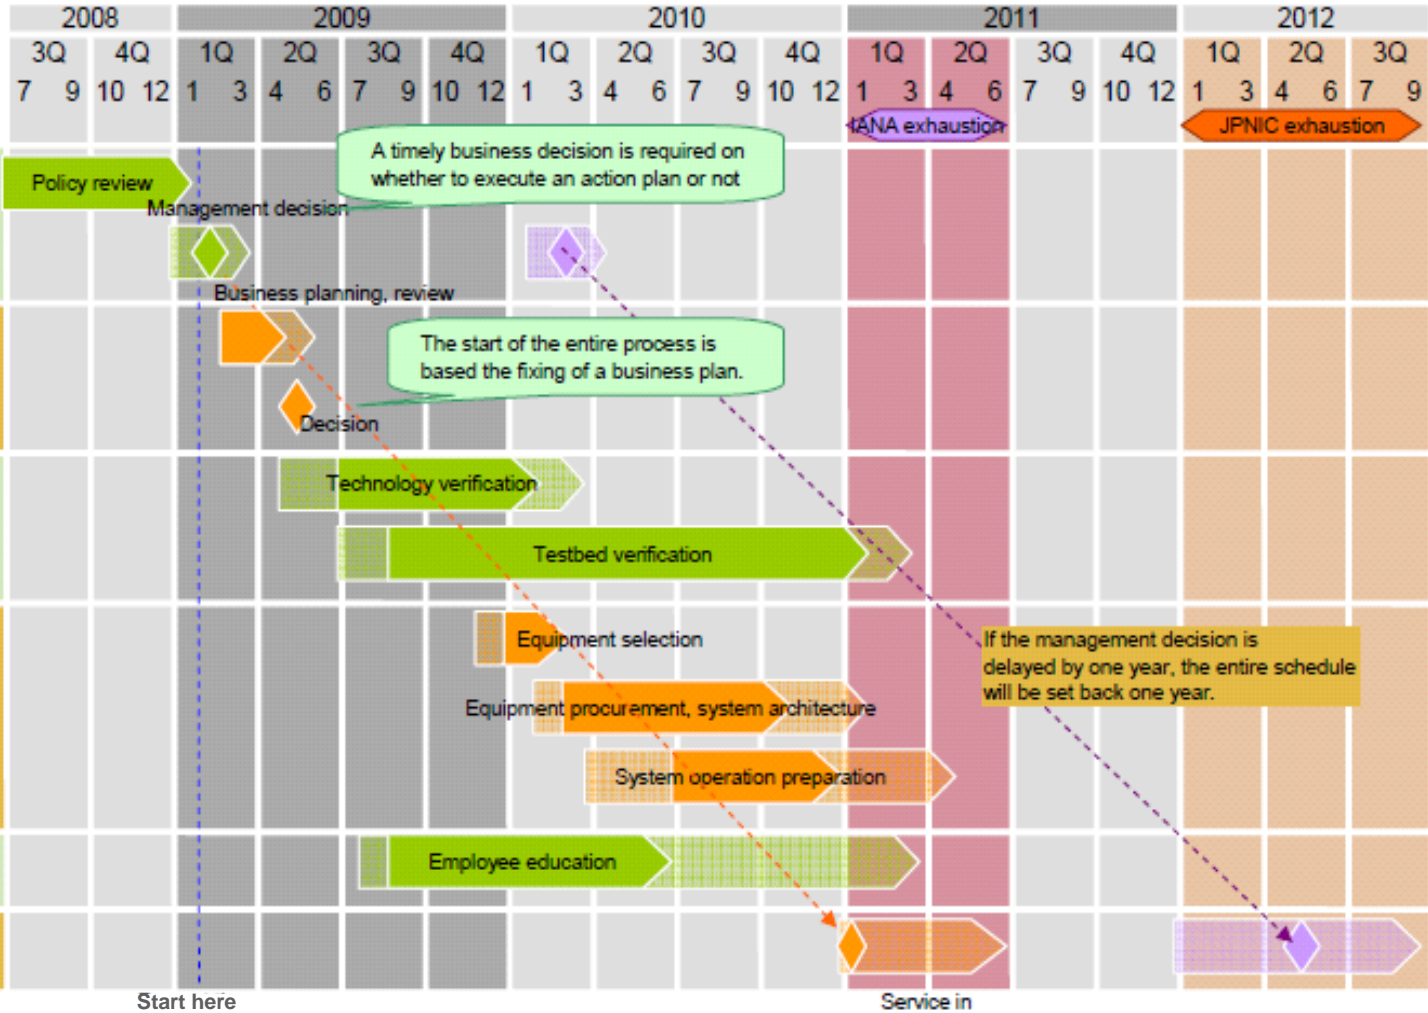 2008 2009 2010 2011 2012
3Q 4Q 1Q 2Q 3Q 4Q 1Q 2Q 3Q 4Q 1Q 2Q 3Q 4Q 1Q 2Q 3Q
7 9 10 12 1 3 4 6 7 9 10 12 1 3 4 6 7 9 10 12 1 3 4 6 7 9 10 12 1 3 4 6 7 9
IANA exhaustion JPNIC exhaustion
A timely business decision is required on
whether to execute an action plan or not
Policy review
Management decision
Business planning, review
The start of the entire process is
based the fixing of a business plan.
Decision
Technology verification
Testbed verification
Equipment selection
If the management decision is
delayed by one year, the entire schedule
will be set back one year.
Equipment procurement, system architecture
System operation preparation
Employee education
Start here
Service in